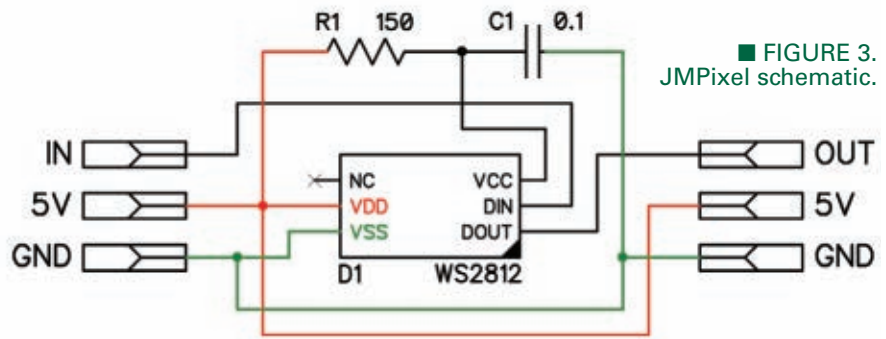 R1 150 C1 0.1
■ FIGURE 3.
JMPixel schematic.
IN NC VCC OUT
5V VDD DIN 5V
GND VSS DOUT GND
D1 WS2812